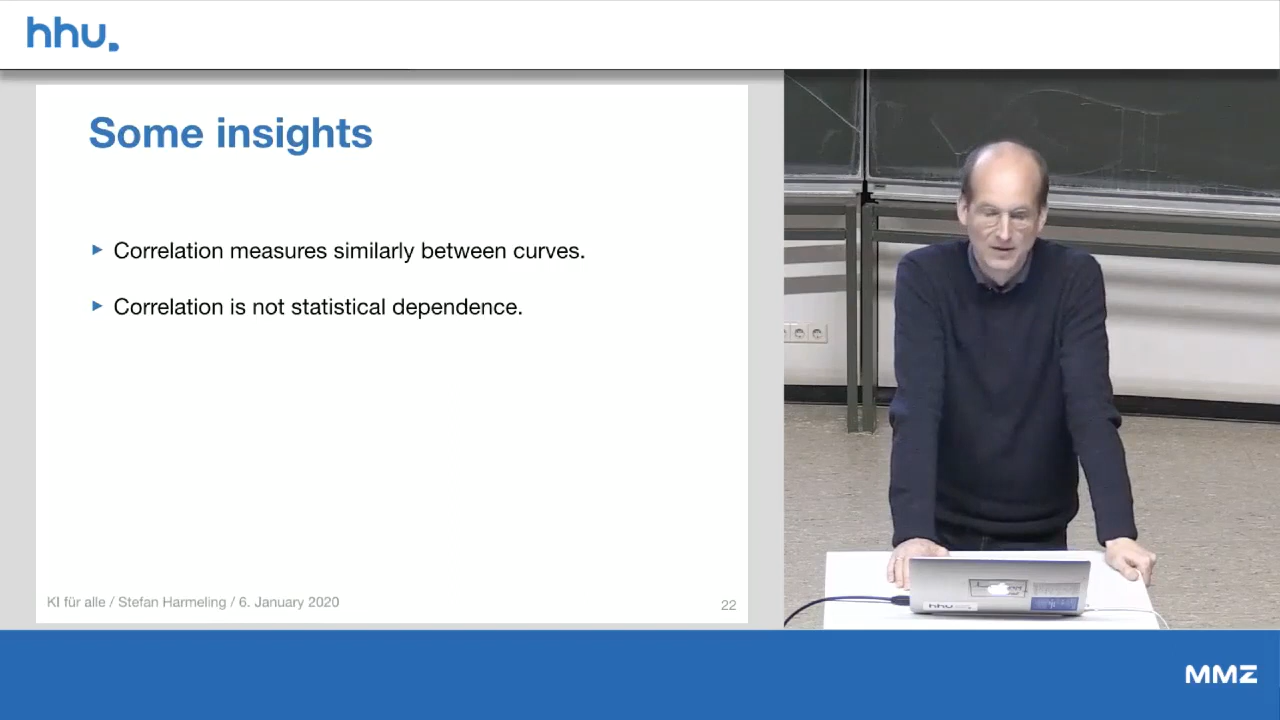 hhu.
Some insights
▸ Correlation measures similarly between curves.
▸ Correlation is not statistical dependence.
KI für alle / Stefan Harmeling / 6. January 2020
22
hhu
MMZ